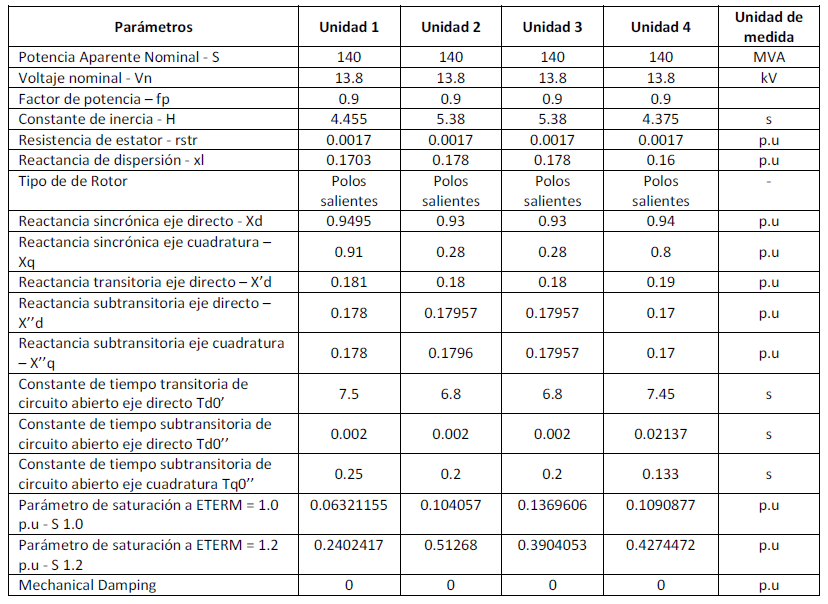 Parámetros Unidad 1 Unidad 2 Unidad 3 Unidad 4 Unidad de
medida
Potencia Aparente Nominal - S 140 140 140 140 MVA
Voltaje nominal - Vn 13.8 13.8 13.8 13.8 kV
Factor de potencia – fp 0.9 0.9 0.9 0.9
Constante de inercia - H 4.455 5.38 5.38 4.375 s
Resistencia de estator - rstr 0.0017 0.0017 0.0017 0.0017 p.u
Reactancia de dispersión - xl 0.1703 0.178 0.178 0.16 p.u
Tipo de de Rotor Polos Polos Polos Polos -
salientes salientes salientes salientes
Reactancia sincrónica eje directo - Xd 0.9495 0.93 0.93 0.94 p.u
Reactancia sincrónica eje cuadratura –
Xq 0.91 0.28 0.28 0.8 p.u
Reactancia transitoria eje directo – X’d 0.181 0.18 0.18 0.19 p.u
Reactancia subtransitoria eje directo –
X’’d 0.178 0.17957 0.17957 0.17 p.u
Reactancia subtransitoria eje cuadratura
– X’’q 0.178 0.1796 0.17957 0.17 p.u
Constante de tiempo transitoria de
circuito abierto eje directo Td0’ 7.5 6.8 6.8 7.45 s
Constante de tiempo subtransitoria de
circuito abierto eje directo Td0’’ 0.002 0.002 0.002 0.02137 s
Constante de tiempo subtransitoria de
circuito abierto eje cuadratura Tq0’’ 0.25 0.2 0.2 0.133 s
Parámetro de saturación a ETERM = 1.0 0.06321155 0.104057 0.1369606 0.1090877 p.u
p.u - S 1.0
Parámetro de saturación a ETERM = 1.2 0.2402417 0.51268 0.3904053 0.4274472 p.u
p.u - S 1.2
Mechanical Damping 0 0 0 0 p.u